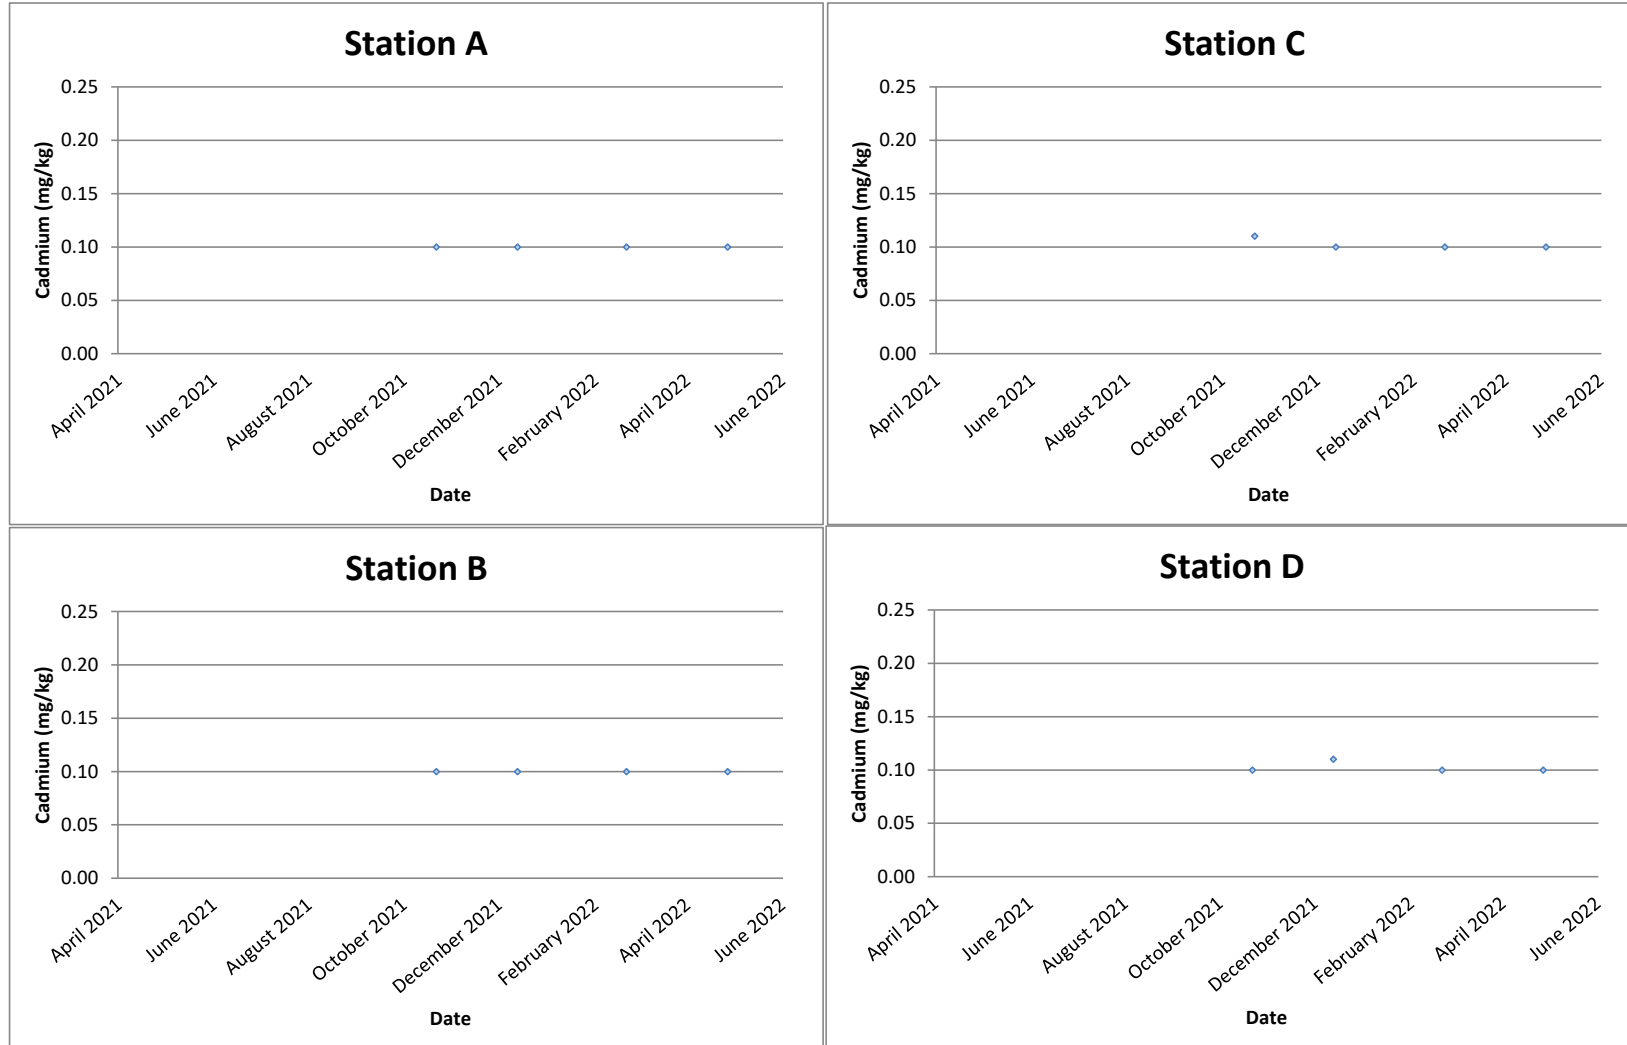 Station A
Cadmium (mg/kg)
0.25
0.20
0.15
0.10
0.05
0.00
April 2021
June 2021
August 2021
October 2021
December 2021
February 2022
April 2022
June 2022
Date
Station C
Cadmium (mg/kg)
0.25
0.20
0.15
0.10
0.05
0.00
April 2021
June 2021
August 2021
October 2021
December 2021
February 2022
April 2022
June 2022
Date
Station B
Cadmium (mg/kg)
0.25
0.20
0.15
0.10
0.05
0.00
April 2021
June 2021
August 2021
October 2021
December 2021
February 2022
April 2022
June 2022
Date
Station D
Cadmium (mg/kg)
0.25
0.20
0.15
0.10
0.05
0.00
April 2021
June 2021
August 2021
October 2021
December 2021
February 2022
April 2022
June 2022
Date